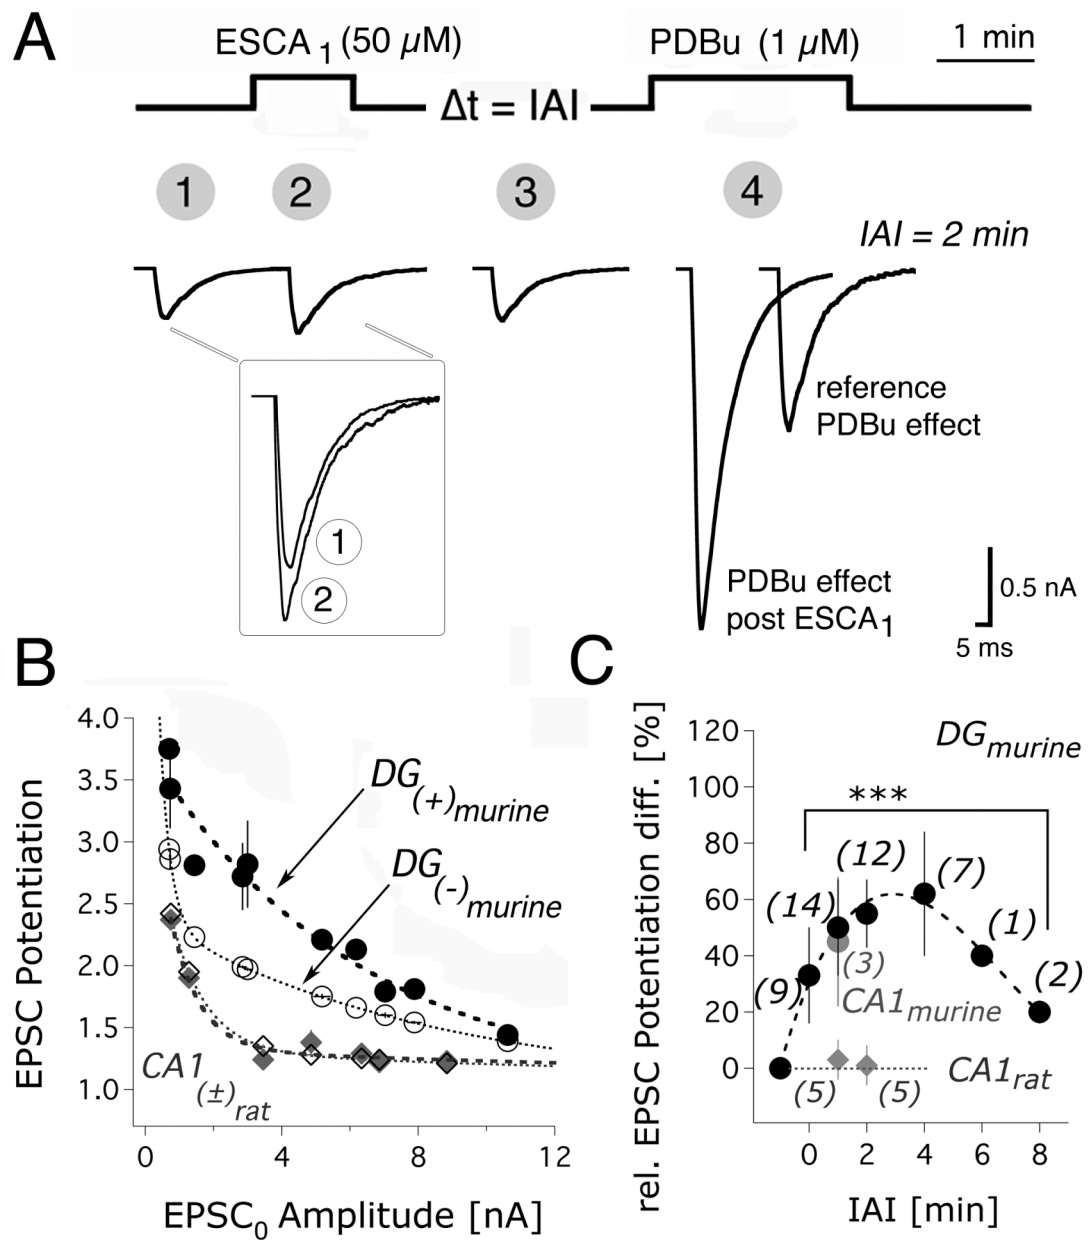 A
ESCA 1 (50 µM)
PDBu (1 µM)
1 min
Δt = IAI
1
2
3
4
IAI = 2 min
reference
PDBu effect
1
2
PDBu effect
post ESCA1
0.5 nA
5 ms
B
EPSC Potentiation
4.0
3.5
3.0
2.5
2.0
1.5
1.0
DG(+)murine
DG(-)murine
CA1(±)rat
0
4
8
12
EPSC0 Amplitude [nA]
C
rel. EPSC Potentiation diff. [%]
120
100
80
60
40
20
0
DGmurine
***
(12)
(14)
(7)
(9)
(3)
(1)
(2)
CA1murine
CA1rat
(5)
(5)
0
2
4
6
8
IAI [min]